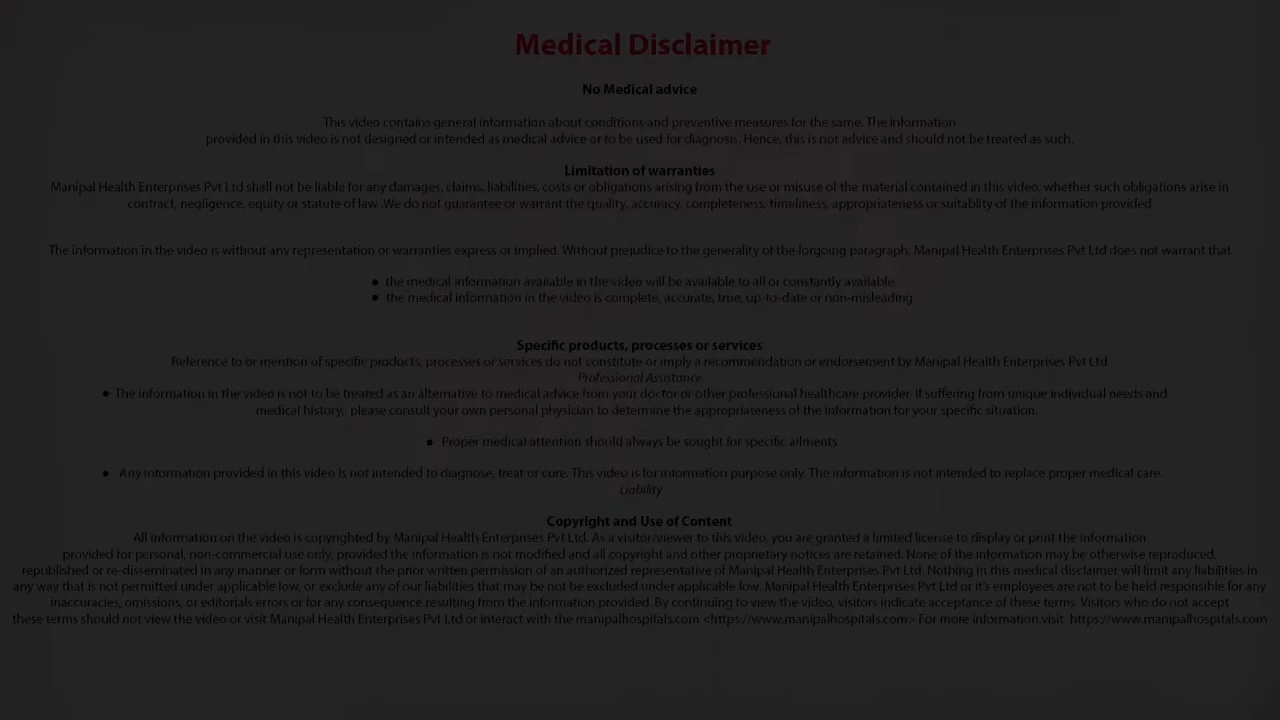 Medical Disclaimer
No Medical advice
This video contains general information about conditions and preventive measures for the same. The information
provided in this video is not designed or intended as medical advice or to be used for diagnosis. Hence, this is not advice and should not be treated as such.
Limitation of warranties
Manipal Health Enterprises Pvt Ltd shall not be liable for any damages, claims, liabilities, costs or obligations arising from the use or misuse of the material contained in this video, whether such obligations arise in
contract, negligence, equity or statute of law .We do not guarantee or warrant the quality, accuracy, completeness, timeliness, appropriateness or suitablity of the information provided
The information in the video is without any representation or warranties express or implied. Without prejudice to the generality of the forgoing paragraph, Manipal Health Enterprises Pvt Ltd does not warrant that
● the medical information available in the video will be available to all or constantly available
● the medical information in the video is complete, accurate, true, up-to-date or non-misleading
Specific products, processes or services
Reference to or mention of specific products, processes or services do not constitute or imply a recommendation or endorsement by Manipal Health Enterprises Pvt Ltd
Professional Assistance
● The information in the video is not to be treated as an alternative to medical advice from your doctor or other professional healthcare provider. If suffering from unique individual needs and
medical history, please consult your own personal physician to determine the appropriateness of the information for your specific situation.
● Proper medical attention should always be sought for specific ailments
● Any information provided in this video is not intended to diagnose, treat or cure. This video is for information purpose only. The information is not intended to replace proper medical care.
Liability
Copyright and Use of Content
All information on the video is copyrighted by Manipal Health Enterprises Pvt Ltd. As a visitor/viewer to this video, you are granted a limited license to display or print the information
provided for personal, non-commercial use only, provided the information is not modified and all copyright and other proprietary notices are retained. None of the information may be otherwise reproduced,
republished or re-disseminated in any manner or form without the prior written permission of an authorized representative of Manipal Health Enterprises Pvt Ltd. Nothing in this medical disclaimer will limit any liabilities in
any way that is not permitted under applicable low, or exclude any of our liabilities that may be not be excluded under applicable low. Manipal Health Enterprises Pvt Ltd or it's employees are not to be held responsible for any
inaccuracies, omissions, or editorials errors or for any consequence resulting from the information provided. By continuing to view the video, visitors indicate acceptance of these terms. Visitors who do not accept
these terms should not view the video or visit Manipal Health Enterprises Pvt Ltd or interact with the manipalhospitals.com <https://www.manipalhospitals.com> For more information visit https://www.manipalhospitals.com